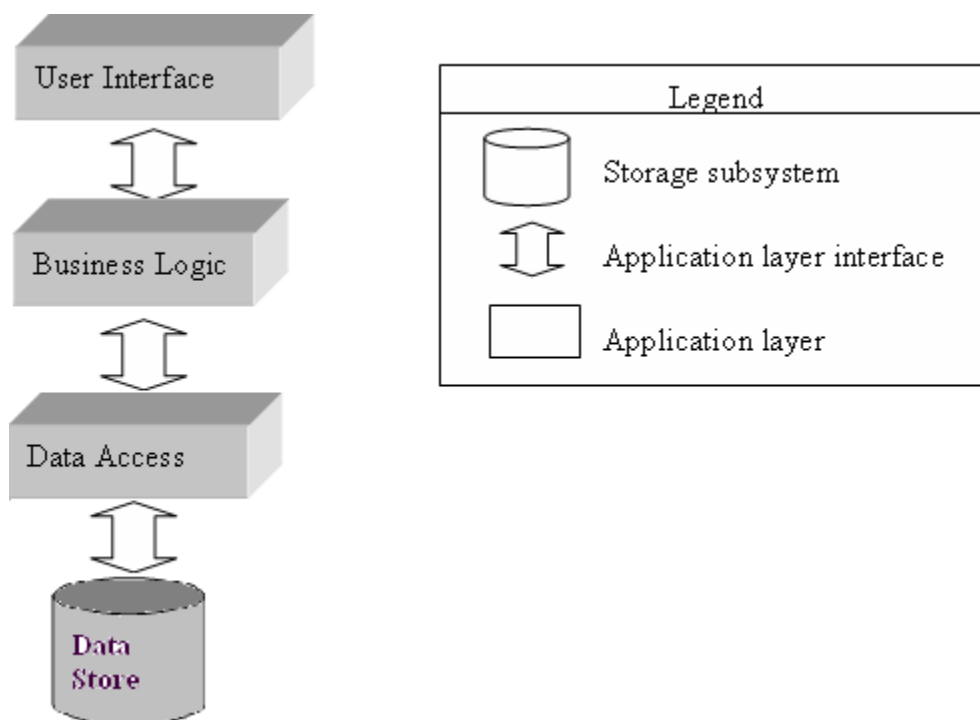 User Interface
Business Logic
Data Access
Data
Store
Legend
Storage subsystem
Application layer interface
Application layer